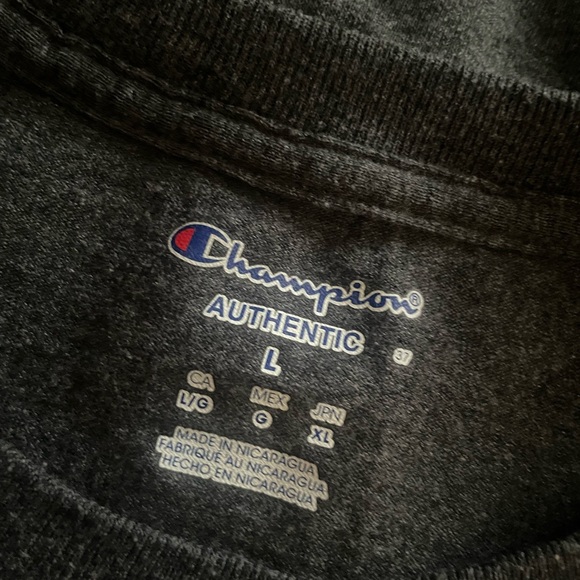 Champion®
AUTHENTIC
L 37
CA MEX JPN
L/G G XL
MADE IN NICARAGUA
FABRIQUÉ AU NICARAGUA
HECHO EN NICARAGUA